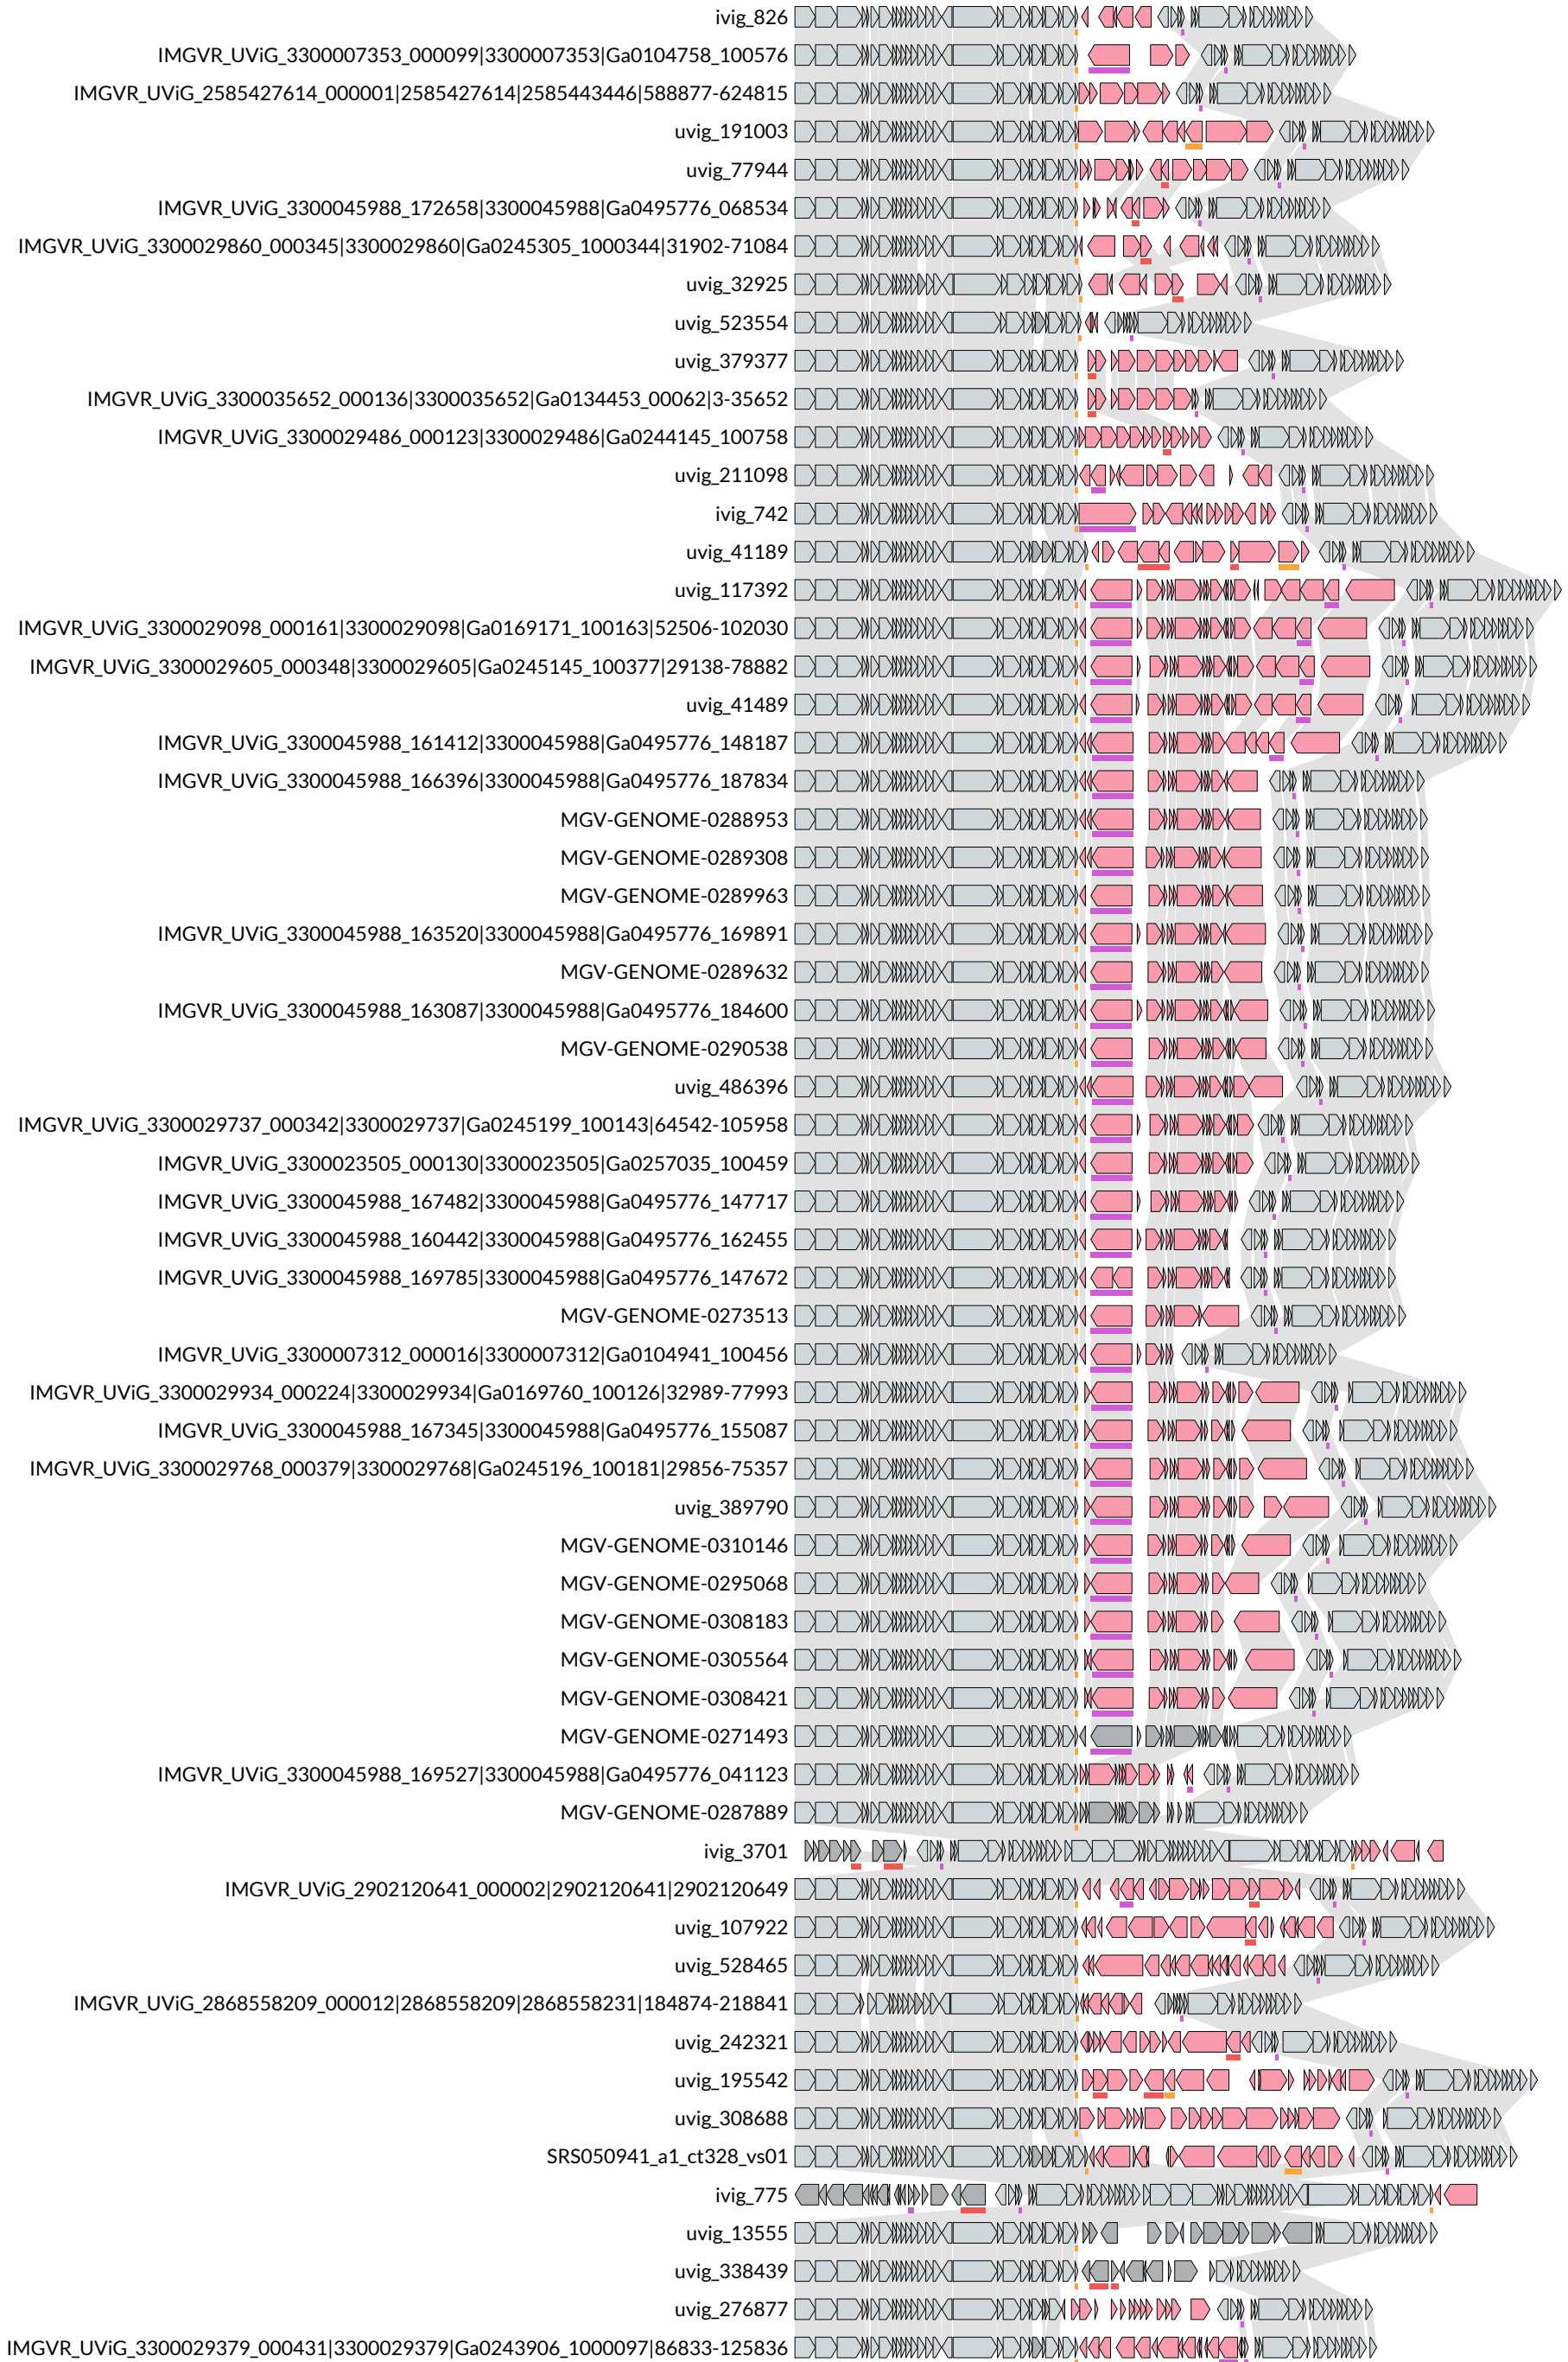 ivig_826
IMGVR_UViG_3300007353_000099|3300007353|Ga0104758_100576
IMGVR_UViG_2585427614_000001|2585427614|2585443446|588877-624815
uvig_191003
uvig_77944
IMGVR_UViG_3300045988_172658|3300045988|Ga0495776_068534
IMGVR_UViG_3300029860_000345|3300029860|Ga0245305_1000344|31902-71084
uvig_32925
uvig_523554
uvig_379377
IMGVR_UViG_3300035652_000136|3300035652|Ga0134453_00062|3-35652
IMGVR_UViG_3300029486_000123|3300029486|Ga0244145_100758
uvig_211098
ivig_742
uvig_41189
uvig_117392
IMGVR_UViG_3300029098_000161|3300029098|Ga0169171_100163|52506-102030
IMGVR_UViG_3300029605_000348|3300029605|Ga0245145_100377|29138-78882
uvig_41489
IMGVR_UViG_3300045988_161412|3300045988|Ga0495776_148187
IMGVR_UViG_3300045988_166396|3300045988|Ga0495776_187834
MGV-GENOME-0288953
MGV-GENOME-0289308
MGV-GENOME-0289963
IMGVR_UViG_3300045988_163520|3300045988|Ga0495776_169891
MGV-GENOME-0289632
IMGVR_UViG_3300045988_163087|3300045988|Ga0495776_184600
MGV-GENOME-0290538
uvig_486396
IMGVR_UViG_3300029737_000342|3300029737|Ga0245199_100143|64542-105958
IMGVR_UViG_3300023505_000130|3300023505|Ga0257035_100459
IMGVR_UViG_3300045988_167482|3300045988|Ga0495776_147717
IMGVR_UViG_3300045988_160442|3300045988|Ga0495776_162455
IMGVR_UViG_3300045988_169785|3300045988|Ga0495776_147672
MGV-GENOME-0273513
IMGVR_UViG_3300007312_000016|3300007312|Ga0104941_100456
IMGVR_UViG_3300029934_000224|3300029934|Ga0169760_100126|32989-77993
IMGVR_UViG_3300045988_167345|3300045988|Ga0495776_155087
IMGVR_UViG_3300029768_000379|3300029768|Ga0245196_100181|29856-75357
uvig_389790
MGV-GENOME-0310146
MGV-GENOME-0295068
MGV-GENOME-0308183
MGV-GENOME-0305564
MGV-GENOME-0308421
MGV-GENOME-0271493
IMGVR_UViG_3300045988_169527|3300045988|Ga0495776_041123
MGV-GENOME-0287889
ivig_3701
IMGVR_UViG_2902120641_000002|2902120641|2902120649
uvig_107922
uvig_528465
IMGVR_UViG_2868558209_000012|2868558209|2868558231|184874-218841
uvig_242321
uvig_195542
uvig_308688
SRS050941_a1_ct328_vs01
ivig_775
uvig_13555
uvig_338439
uvig_276877
IMGVR_UViG_3300029379_000431|3300029379|Ga0243906_1000097|86833-125836